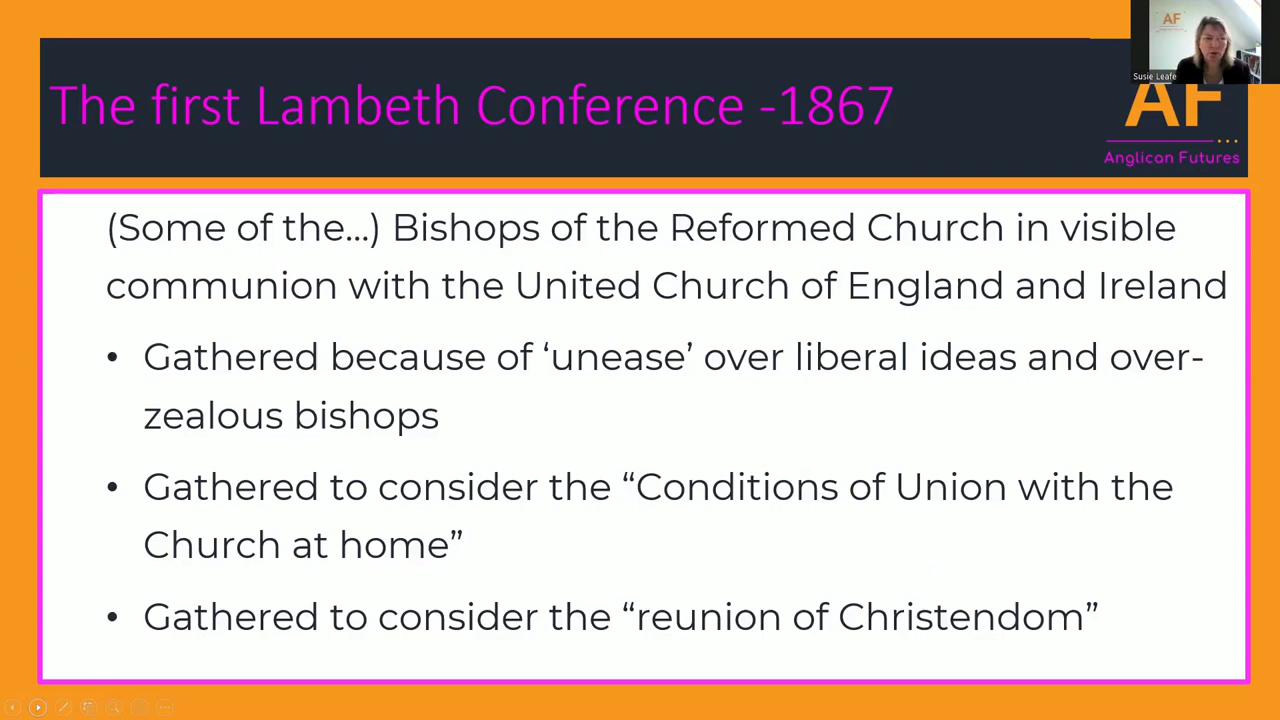 AF
Susie Leafe
The first Lambeth Conference -1867
AF
Anglican Futures
(Some of the...) Bishops of the Reformed Church in visible
communion with the United Church of England and Ireland
• Gathered because of ‘unease’ over liberal ideas and over-
zealous bishops
• Gathered to consider the “Conditions of Union with the
Church at home”
• Gathered to consider the “reunion of Christendom”